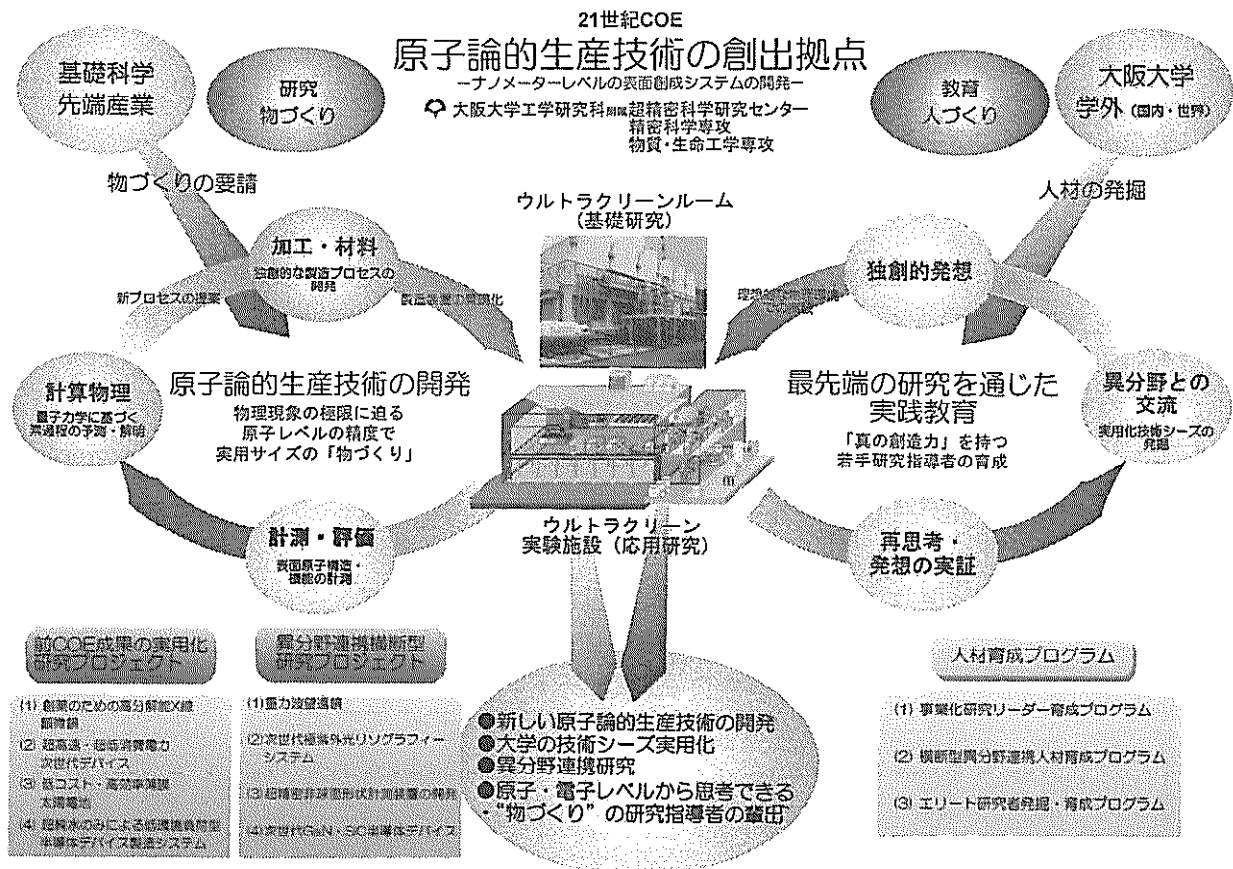 21世紀COE
原子論的生産技術の創出拠点
ーナノメーターレベルの表面創成システムの開発ー
大阪大学工学研究科附属超精密科学研究センター
精密科学専攻
物質・生命工学専攻
基礎科学
先端産業
研究
物づくり
教育
人づくり
大阪大学
学外(国内・世界)
物づくりの要請
人材の発掘
ウルトラクリーンルーム
(基礎研究)
加工・材料
独創的な製造プロセスの
開発
新プロセスの提案
独創的発想
計算物理
量子力学に基づく
素過程の予測・解明
原子論的生産技術の開発
物理現象の極限に迫る
原子レベルの精度で
実用サイズの「物づくり」
最先端の研究を通じた
実践教育
「真の創造力」を持つ
若手研究指導者の育成
異分野との
交流
実用化技術シーズの
発掘
計測・評価
表面原子構造・
機能の計測
ウルトラクリーン
実験施設(応用研究)
再思考・
発想の実証
前COE成果の実用化
研究プロジェクト
(1) 創薬のための高分解能X線
顕微鏡
(2) 超高速・超低消費電力
次世代デバイス
(3) 低コスト・高効率薄膜
太陽電池
(4) 超純水のみによる低環境負荷型
半導体デバイス製造システム
異分野連携横断型
研究プロジェクト
(1)重力波望遠鏡
(2)次世代極紫外光リソグラフィー
システム
(3)超精密非球面形状計測装置の開発
(4)次世代GaN・SiC半導体デバイス
●新しい原子論的生産技術の開発
●大学の技術シーズ実用化
●異分野連携研究
●原子・電子レベルから思考できる
・“物づくり”の研究指導者の輩出
人材育成プログラム
(1) 事業化研究リーダー育成プログラム
(2) 横断型異分野連携人材育成プログラム
(3) エリート研究者発掘・育成プログラム